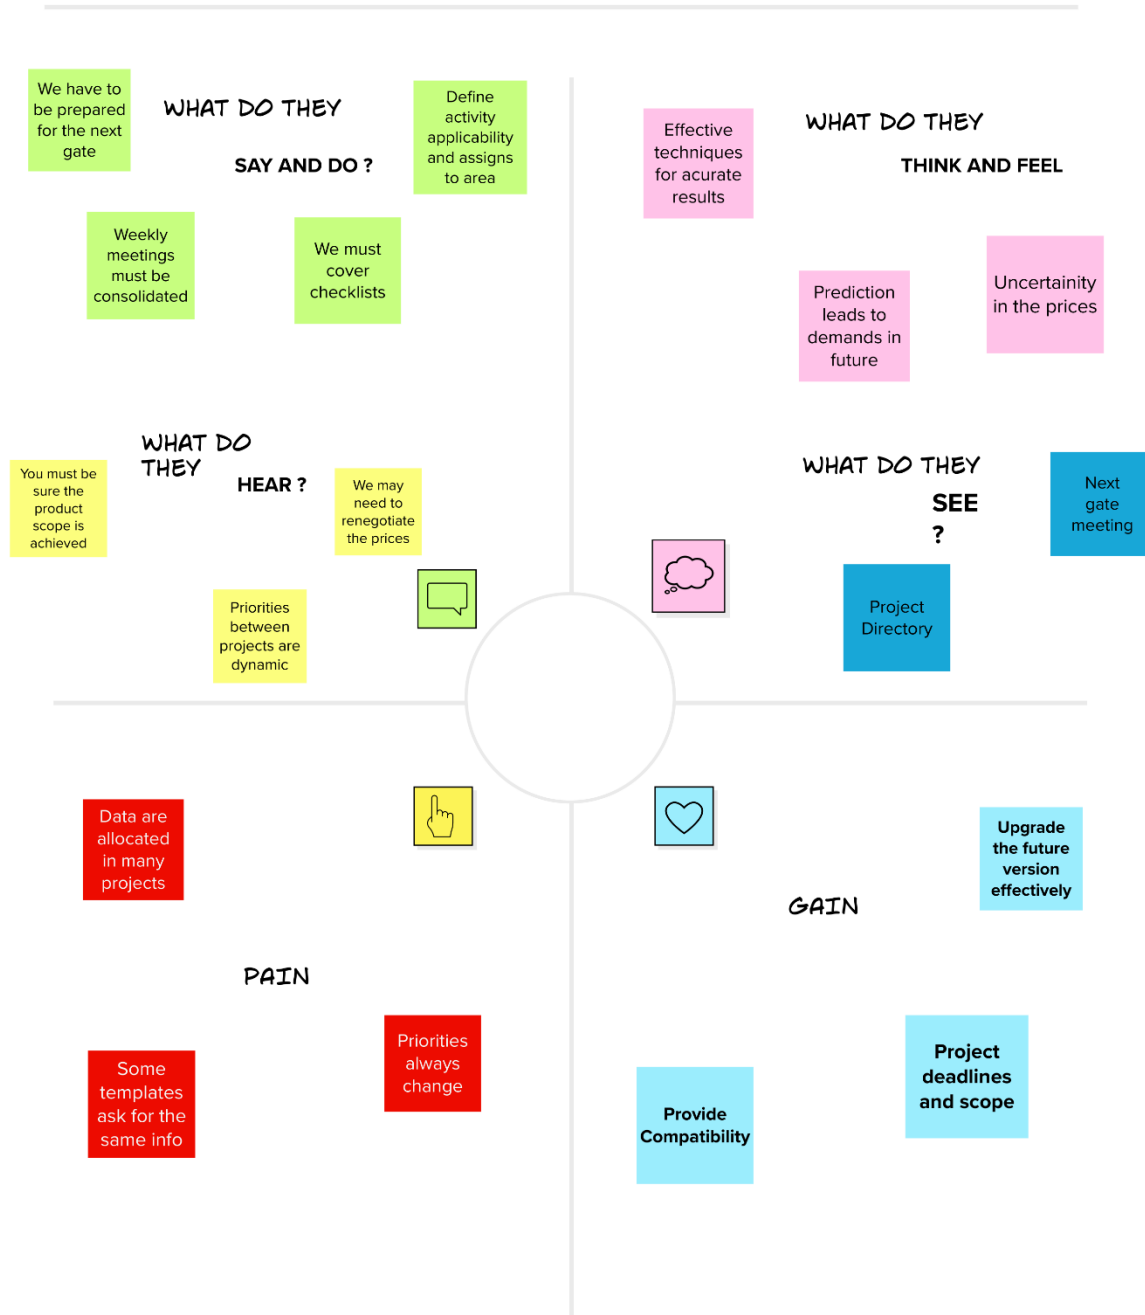 We have to
be prepared
for the next
gate
WHAT DO THEY
SAY AND DO ?
Define
activity
applicability
and assigns
to area
Weekly
meetings
must be
consolidated
We must
cover
checklists
Effective
techniques
for acurate
results
WHAT DO THEY
THINK AND FEEL
Prediction
leads to
demands in
future
Uncertainity
in the prices
WHAT DO
THEY
HEAR ?
You must be
sure the
product
scope is
achieved
We may
need to
renegotiate
the prices
Priorities
between
projects are
dynamic
WHAT DO THEY
SEE
?
Next
gate
meeting
Project
Directory
Data are
allocated
in many
projects
PAIN
Some
templates
ask for the
same info
Priorities
always
change
GAIN
Upgrade
the future
version
effectively
Provide
Compatibility
Project
deadlines
and scope